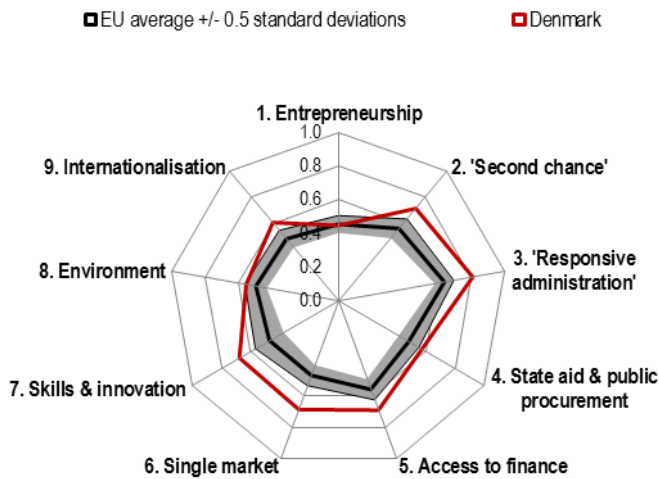 EU average +/- 0.5 standard deviations
Denmark
1. Entrepreneurship
1.0
9. Internationalisation
0.8
2. 'Second chance'
0.6
0.4
8. Environment
0.2
3. 'Responsive
administration'
0.0
7. Skills & innovation
4. State aid & public
procurement
6. Single market
5. Access to finance